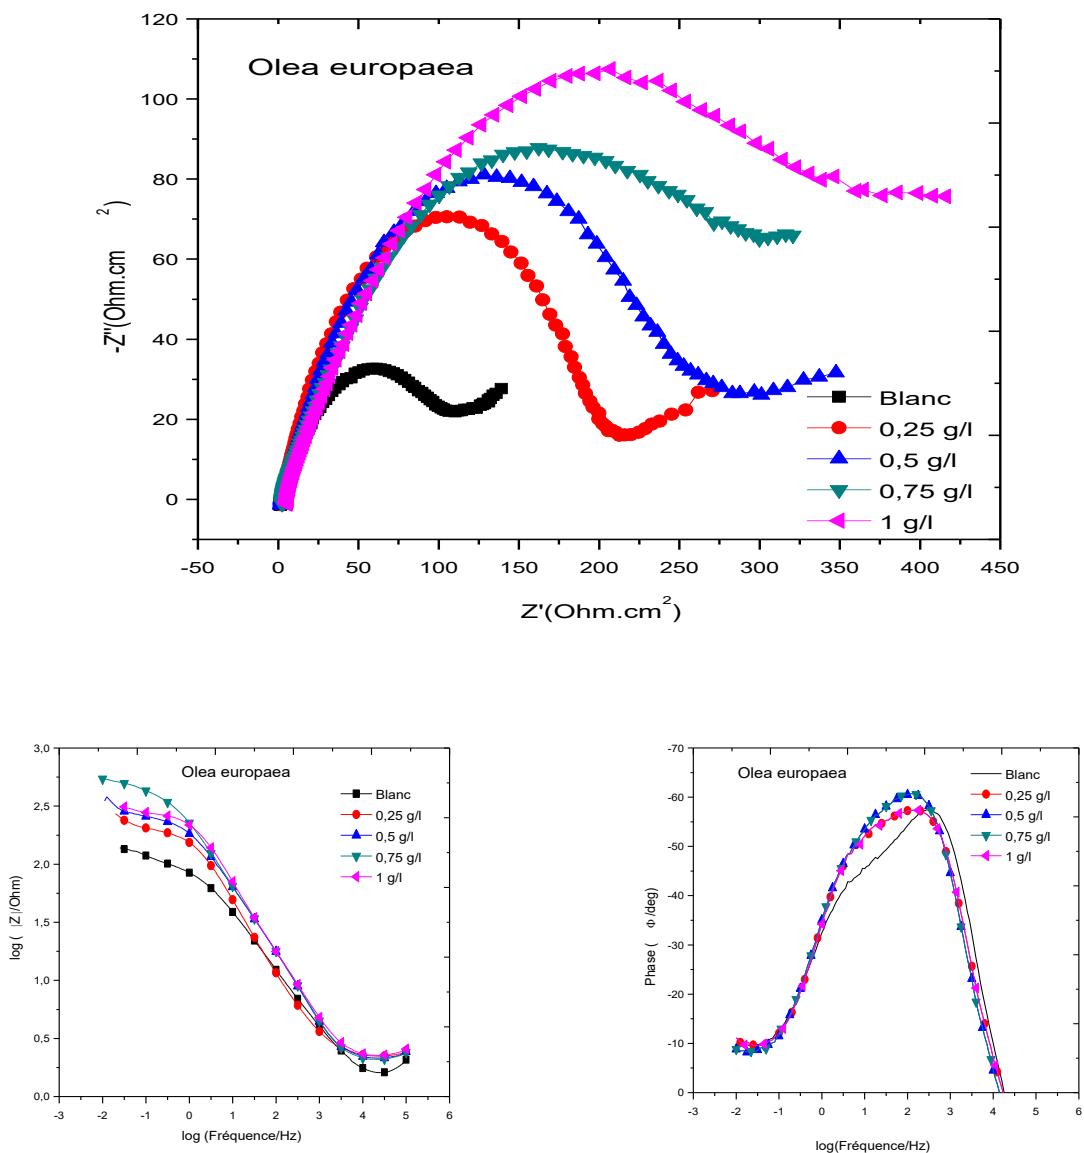 120
100
80
60
40
20
0
-50 0 50 100 150 200 250 300 350 400 450
-Z''(Ohm.cm 2)
Z'(Ohm.cm2)
Olea europaea
Blanc
0,25 g/l
0,5 g/l
0,75 g/l
1 g/l
3,0
2,5
2,0
1,5
1,0
0,5
0,0
-3 -2 -1 0 1 2 3 4 5 6
log ( |Z|/Ohm)
log (Fréquence/Hz)
Olea europaea
Blanc
0,25 g/l
0,5 g/l
0,75 g/l
1 g/l
-70
-60
-50
-40
-30
-20
-10
0
-3 -2 -1 0 1 2 3 4 5 6
Phase ( Φ/deg)
log(Fréquence/Hz)
Olea europaea
Blanc
0,25 g/l
0,5 g/l
0,75 g/l
1 g/l